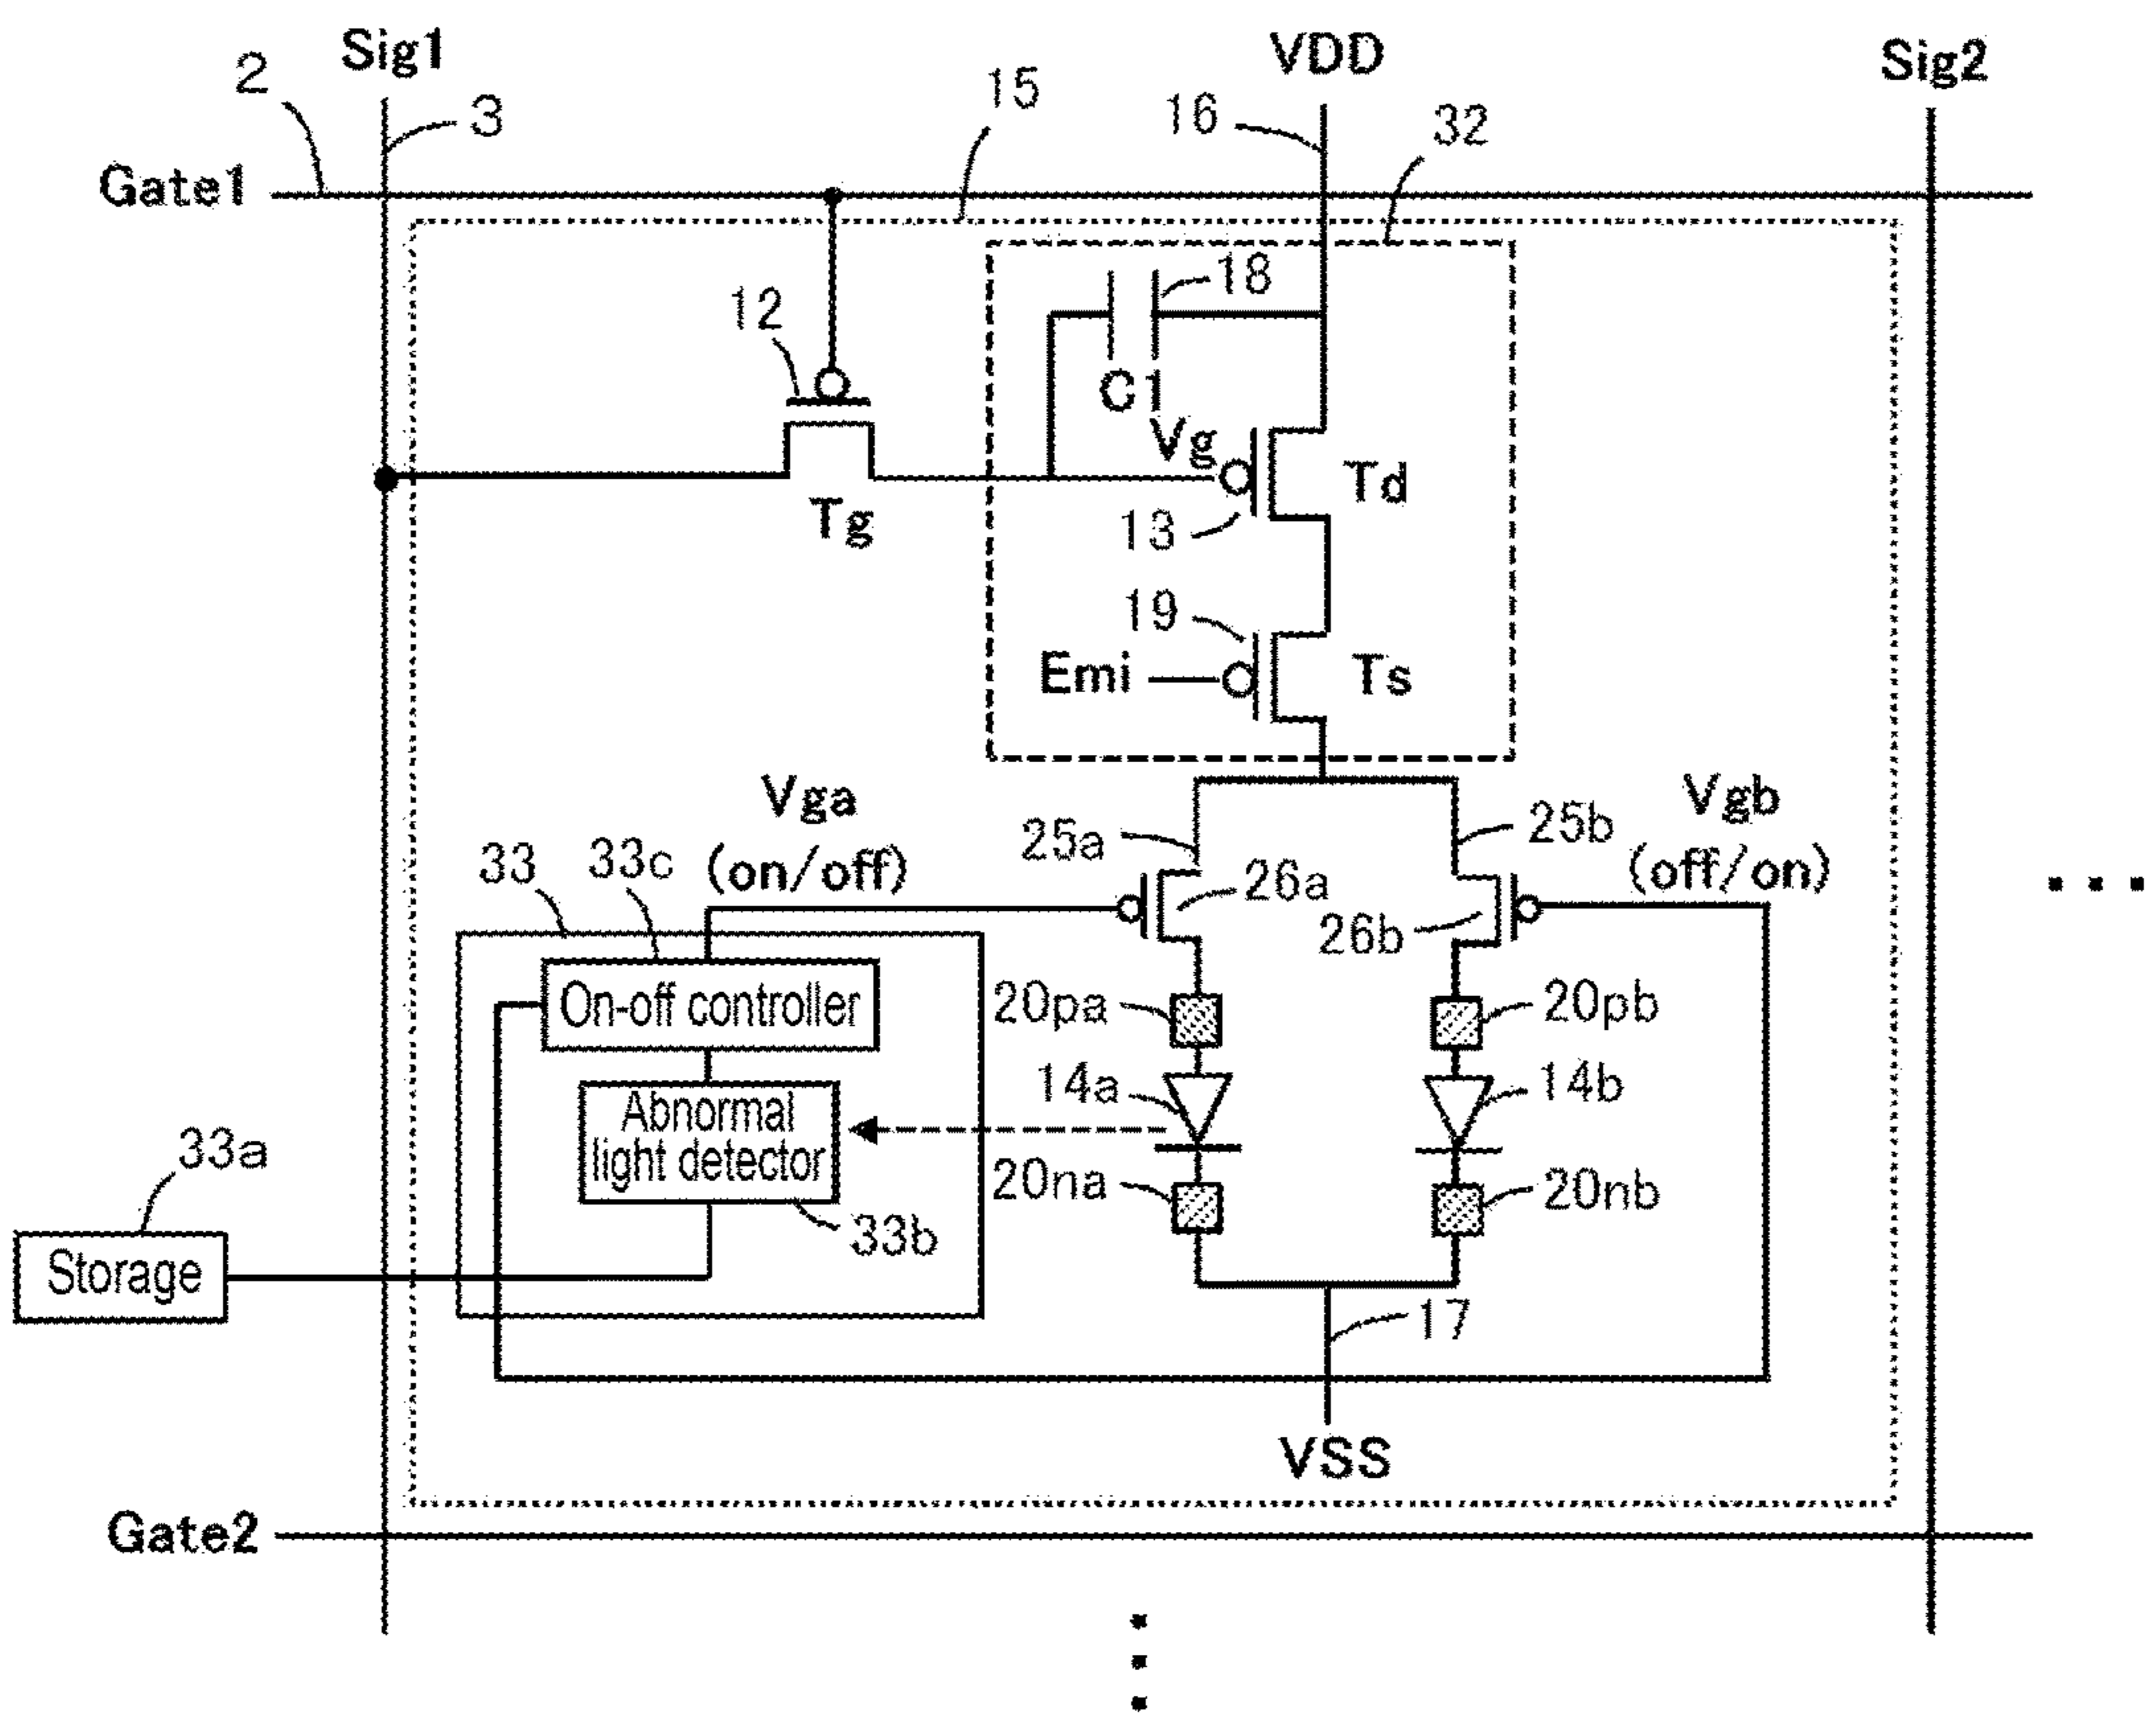 Sig1
VDD
Sig2
2
3
15
16
32
Gate1
18
12
C1
Vg
Td
Tg
13
19
Emi
Ts
Vga
Vgb
25a
25b
33
33c
(on/off)
(off/on)
26a
26b
On-off controller
20pa
20pb
14a
14b
Abnormal
light detector
33a
20na
20nb
33b
Storage
17
VSS
Gate2